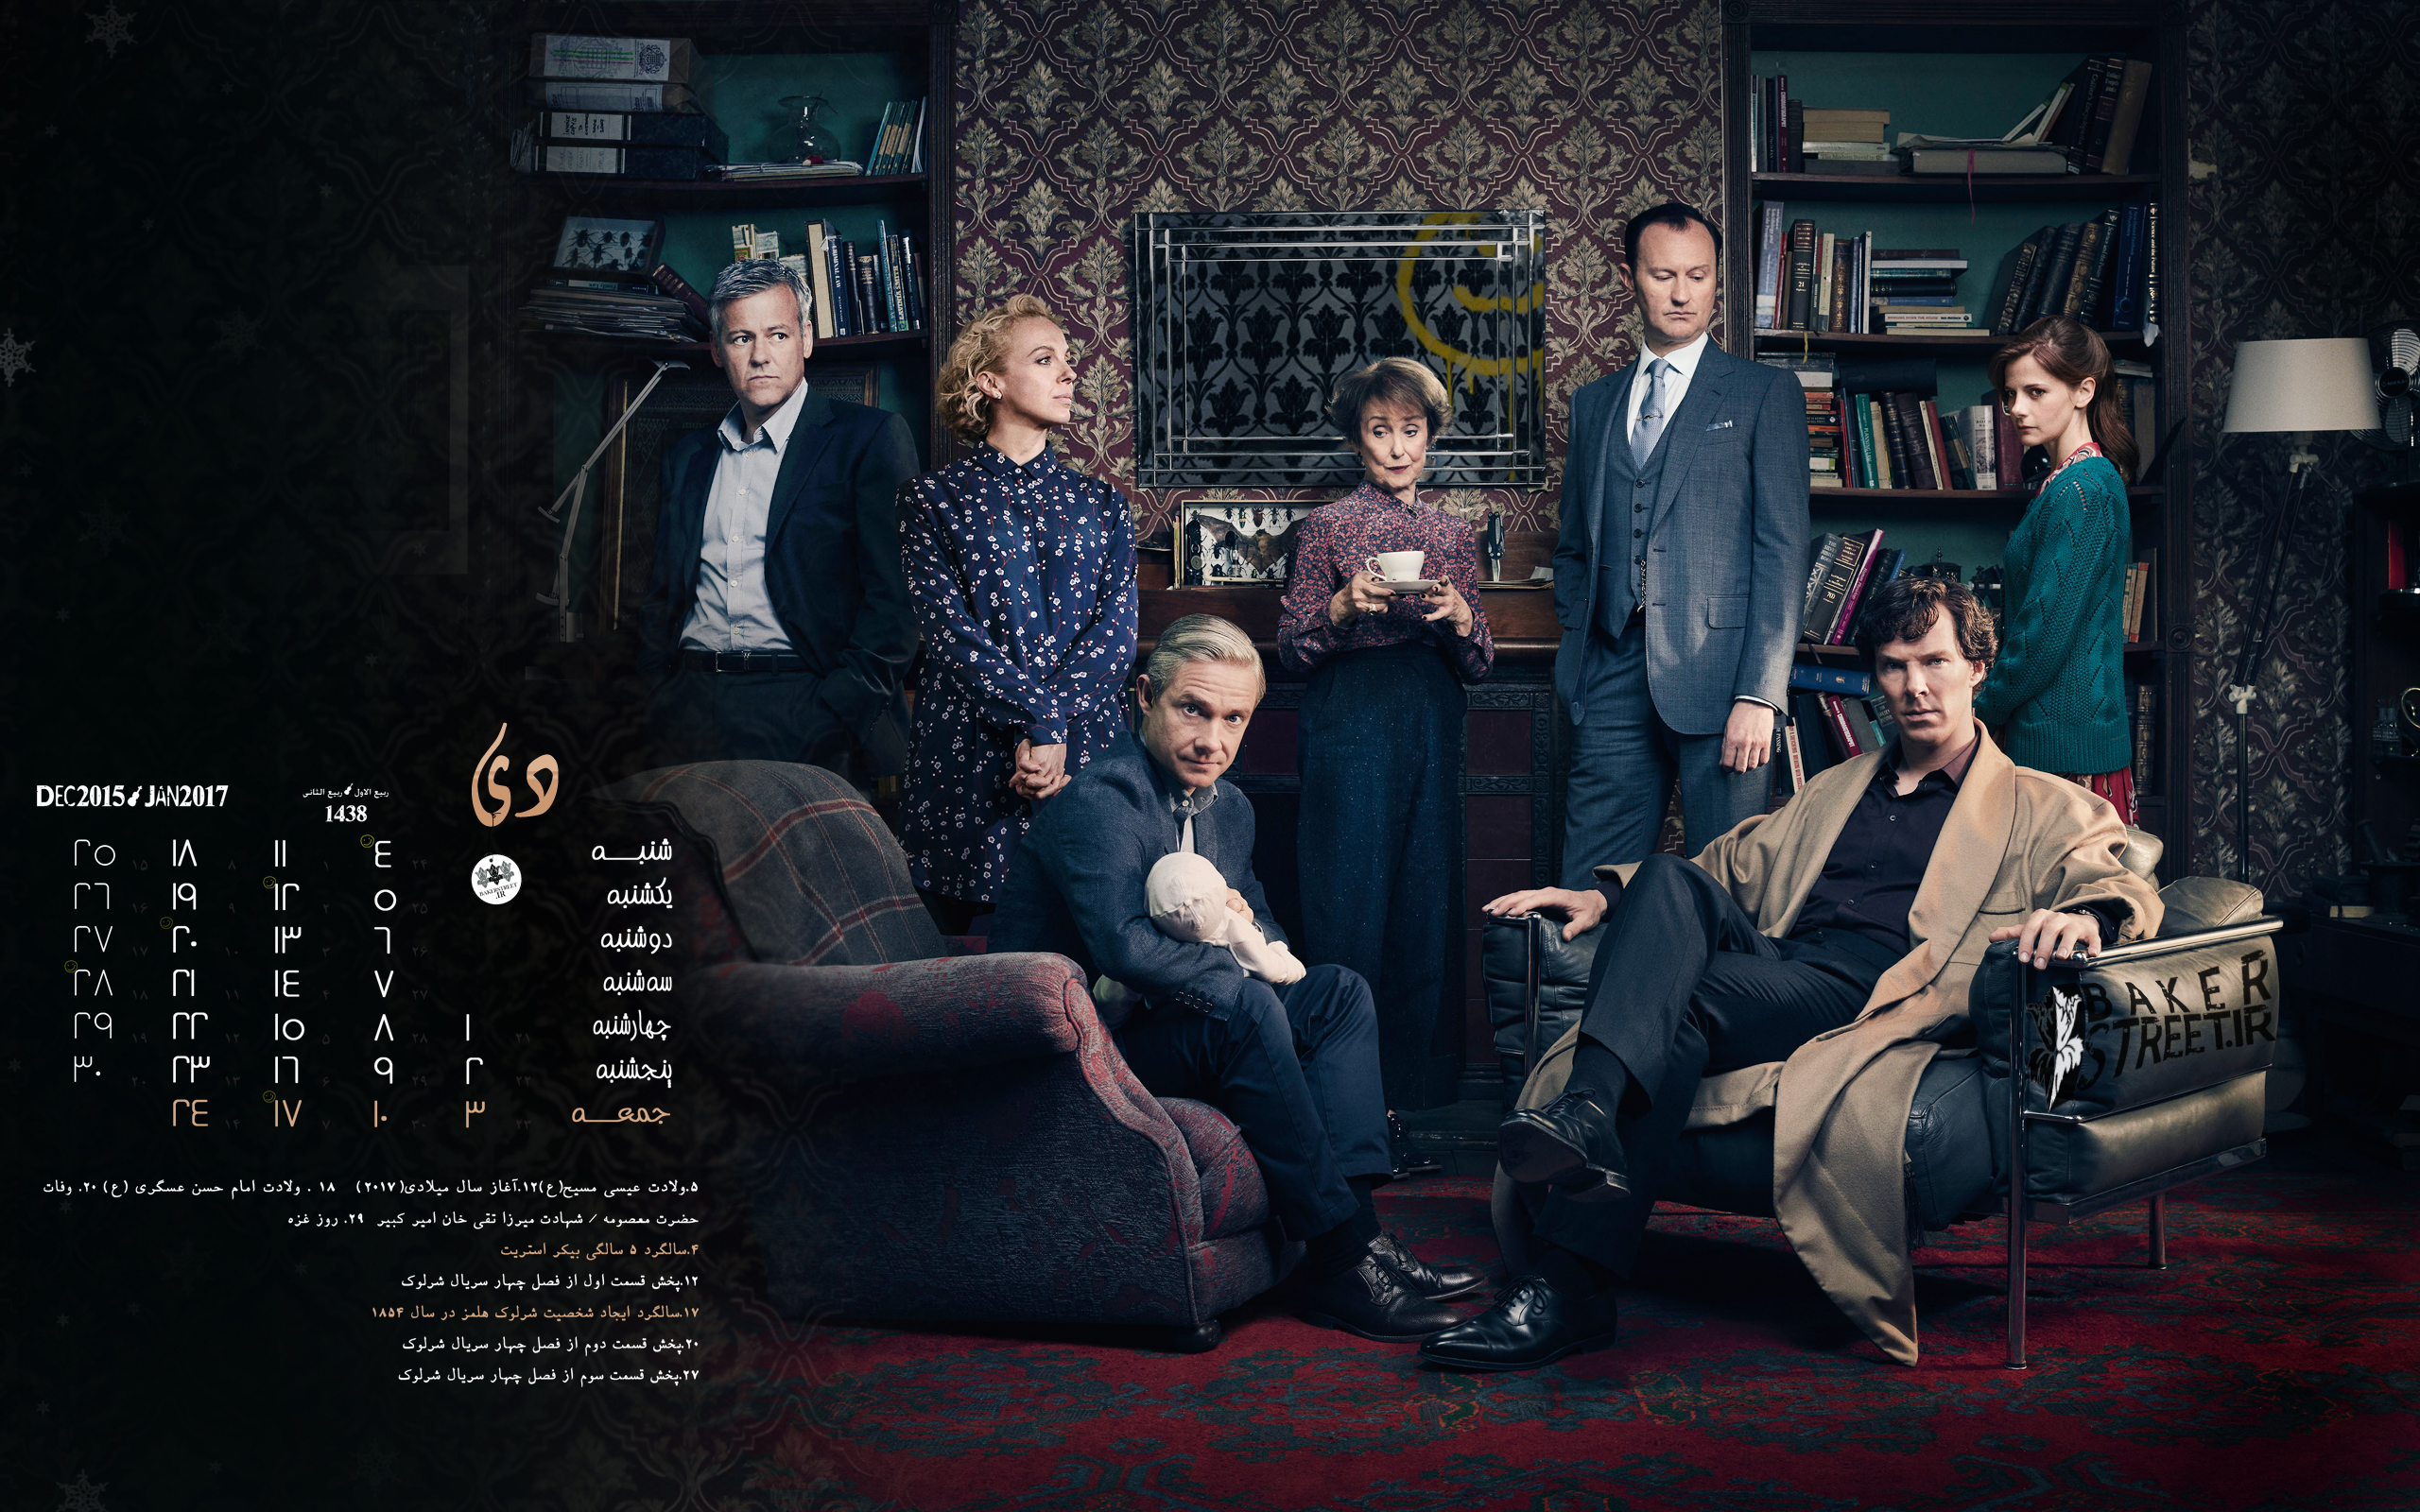 دی
DEC2015 JAN2017
ربیع الاول ربیع الثانی
1438
شنبـــه ۴ ۱۱ ۱۸ ۲۵
یکشنبه ۵ ۱۲ ۱۹ ۲۶
دوشنبه ۶ ۱۳ ۲۰ ۲۷
سه‌شنبه ۷ ۱۴ ۲۱ ۲۸
چهارشنبه ۱ ۸ ۱۵ ۲۲ ۲۹
پنجشنبه ۲ ۹ ۱۶ ۲۳ ۳۰
جمعـــه ۳ ۱۰ ۱۷ ۲۴
BAKERSTREET
.IR
۵.ولادت عیسی مسیح(ع)۱۲.آغاز سال میلادی(۲۰۱۷) ۱۸ . ولادت امام حسن عسگری (ع) ۲۰. وفات
حضرت معصومه / شهادت میرزا تقی خان امیر کبیر ۲۹. روز غزه
۴.سالگرد ۵ سالگی بیکر استریت
۱۲.پخش قسمت اول از فصل چهار سریال شرلوک
۱۷.سالگرد ایجاد شخصیت شرلوک هلمز در سال ۱۸۵۴
۲۰.پخش قسمت دوم از فصل چهار سریال شرلوک
۲۷.پخش قسمت سوم از فصل چهار سریال شرلوک
BAKER
STREET.IR